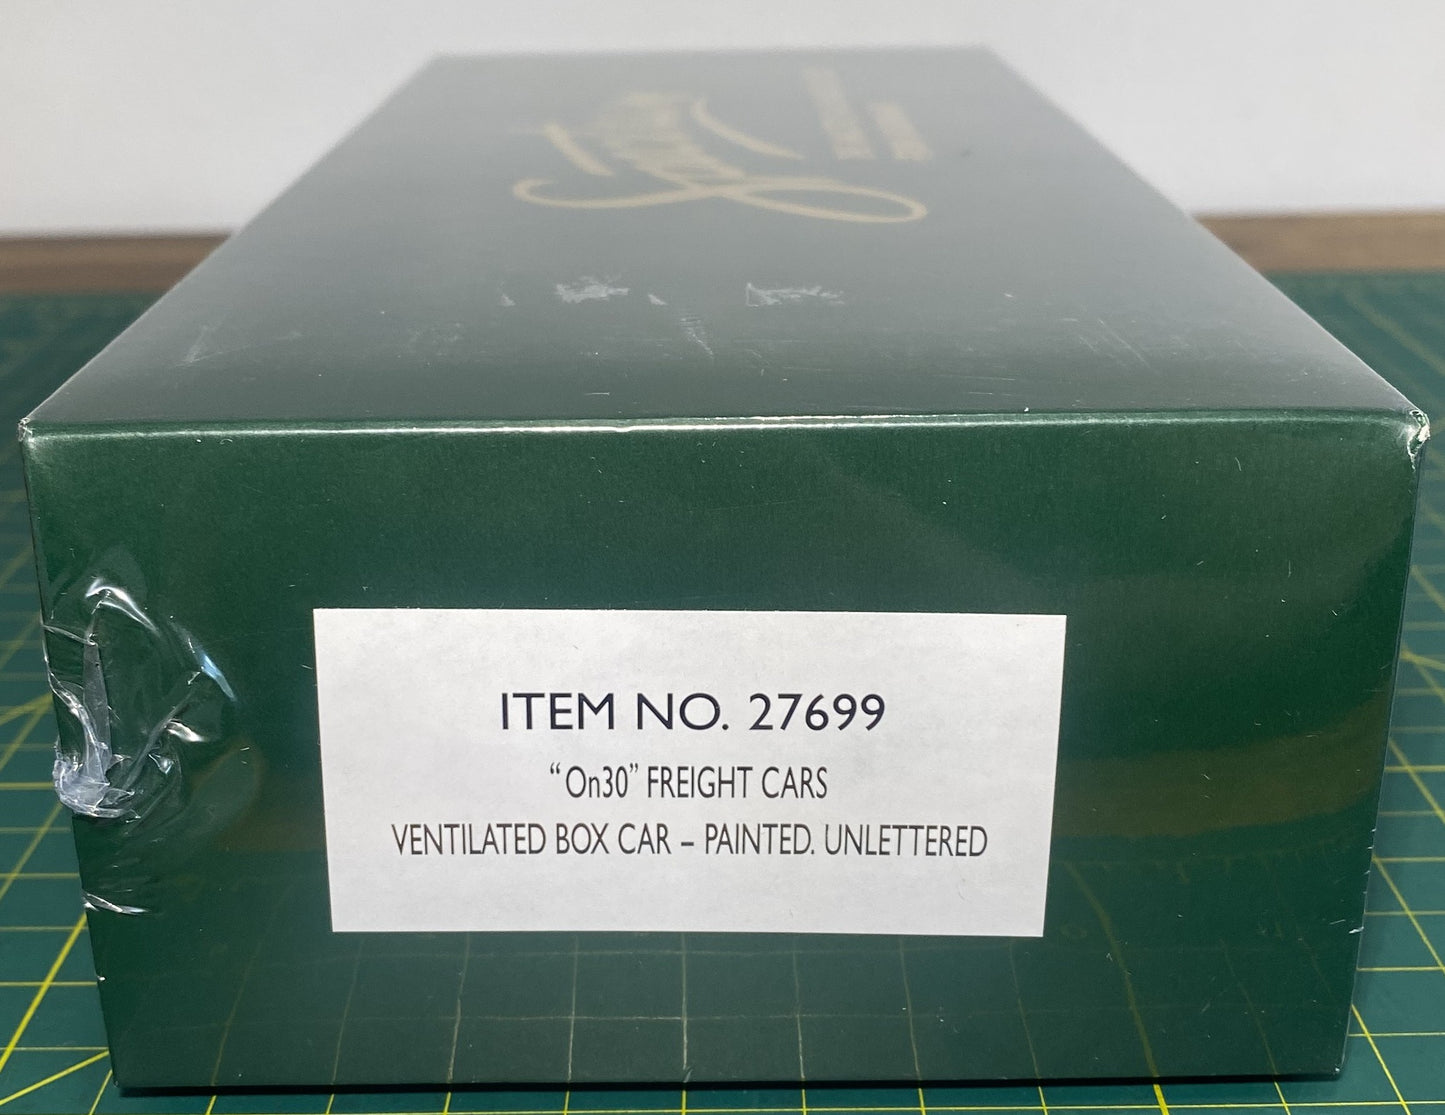 ITEM NO. 27699
“On30” FREIGHT CARS
VENTILATED BOX CAR – PAINTED. UNLETTERED